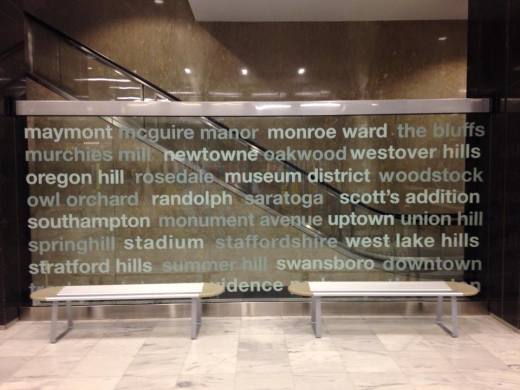 maymont mcguire manor monroe ward the bluffs
murchies mill newtowne oakwood westover hills
oregon hill rosedale museum district woodstock
owl orchard randolph saratoga scott's addition
southampton monument avenue uptown union hill
springhill stadium staffordshire west lake hills
stratford hills summer hill swansboro downtown